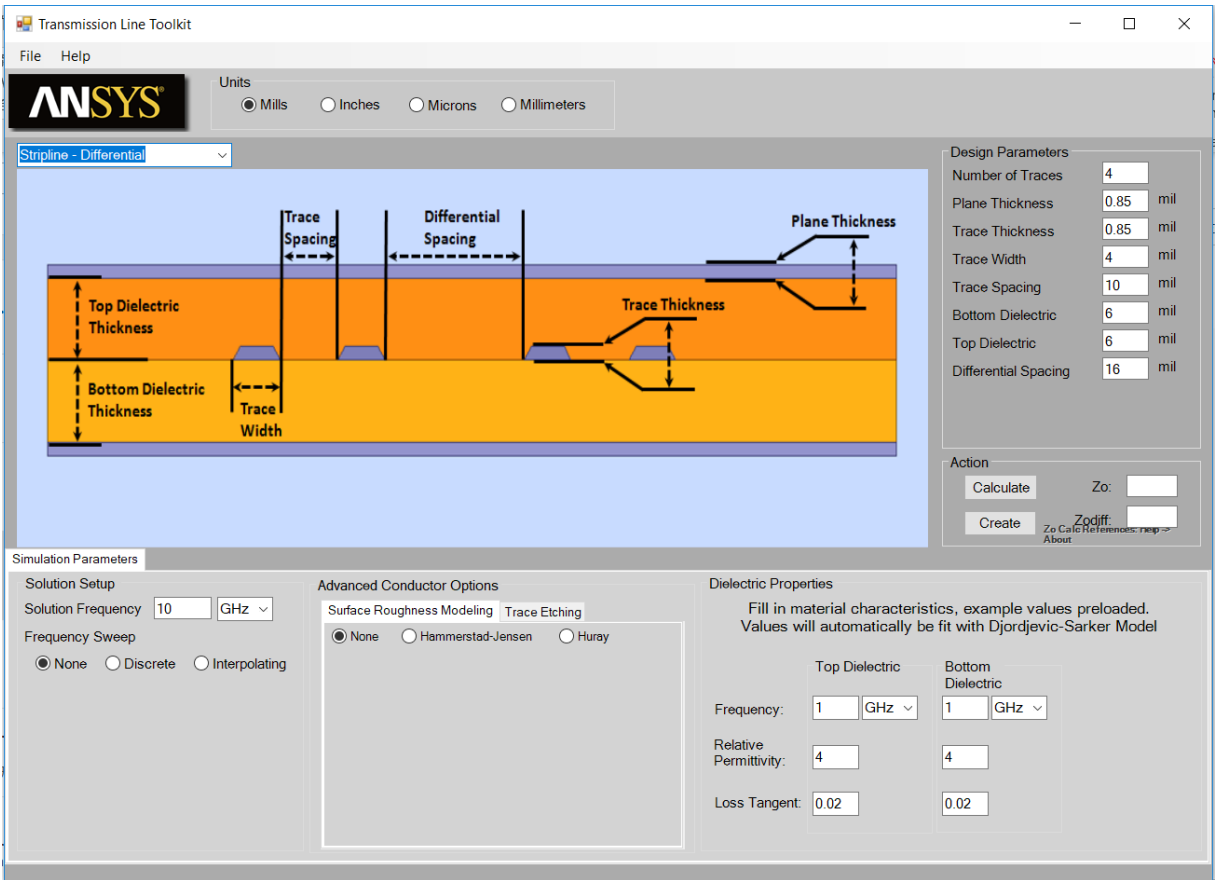 Transmission Line Toolkit
File Help
ANSYS®
Units
Mills Inches Microns Millimeters
Stripline - Differential
Trace Spacing
Differential Spacing
Plane Thickness
Top Dielectric Thickness
Trace Thickness
Bottom Dielectric Thickness
Trace Width
Design Parameters
Number of Traces 4
Plane Thickness 0.85 mil
Trace Thickness 0.85 mil
Trace Width 4 mil
Trace Spacing 10 mil
Bottom Dielectric 6 mil
Top Dielectric 6 mil
Differential Spacing 16 mil
Action
Calculate Zo:
Create Zodiff:
Zo Calc References: Help ->
About
Simulation Parameters
Solution Setup
Solution Frequency 10 GHz
Frequency Sweep
None Discrete Interpolating
Advanced Conductor Options
Surface Roughness Modeling Trace Etching
None Hammerstad-Jensen Huray
Dielectric Properties
Fill in material characteristics, example values preloaded.
Values will automatically be fit with Djordjevic-Sarker Model
Top Dielectric Bottom Dielectric
Frequency: 1 GHz 1 GHz
Relative Permittivity: 4 4
Loss Tangent: 0.02 0.02